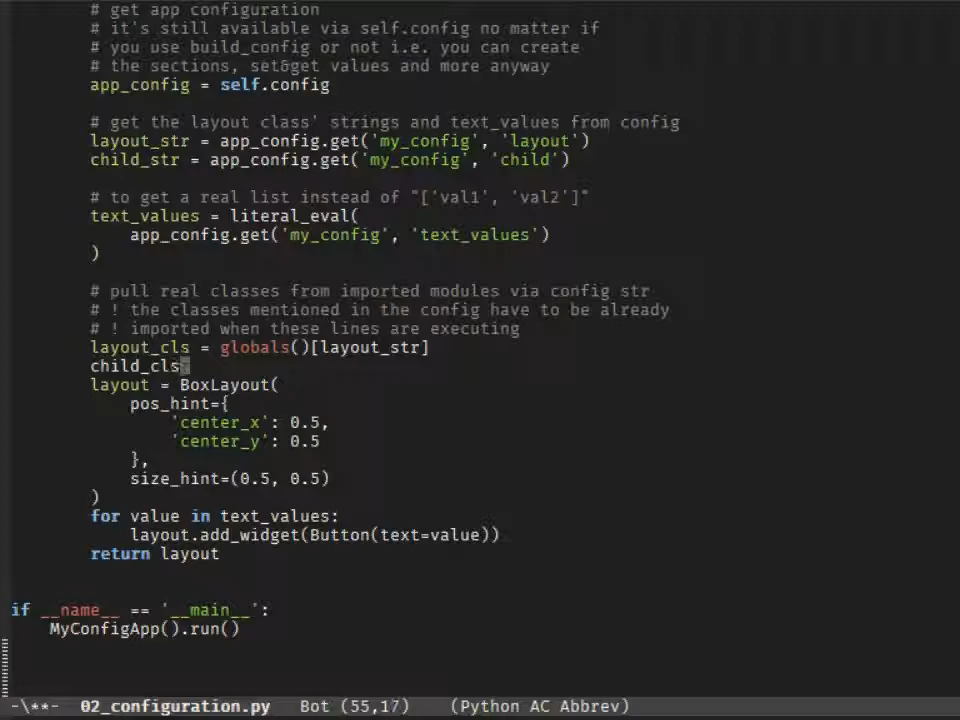 # get app configuration
# it's still available via self.config no matter if
# you use build_config or not i.e. you can create
# the sections, set&get values and more anyway
app_config = self.config
# get the layout class' strings and text_values from config
layout_str = app_config.get('my_config', 'layout')
child_str = app_config.get('my_config', 'child')
# to get a real list instead of "['val1', 'val2']"
text_values = literal_eval(
app_config.get('my_config', 'text_values')
)
# pull real classes from imported modules via config str
# ! the classes mentioned in the config have to be already
# ! imported when these lines are executing
layout_cls = globals()[layout_str]
child_cls
layout = BoxLayout(
pos_hint={
'center_x': 0.5,
'center_y': 0.5
},
size_hint=(0.5, 0.5)
)
for value in text_values:
layout.add_widget(Button(text=value))
return layout
if __name__ == '__main__':
MyConfigApp().run()
-\**- 02_configuration.py Bot (55,17) (Python AC Abbrev)